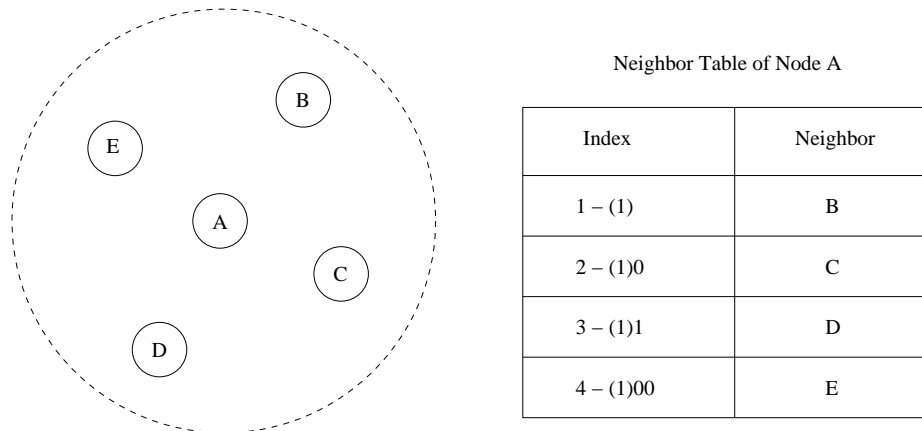 B
E
A
C
D
Neighbor Table of Node A
Index Neighbor
1 – (1) B
2 – (1)0 C
3 – (1)1 D
4 – (1)00 E